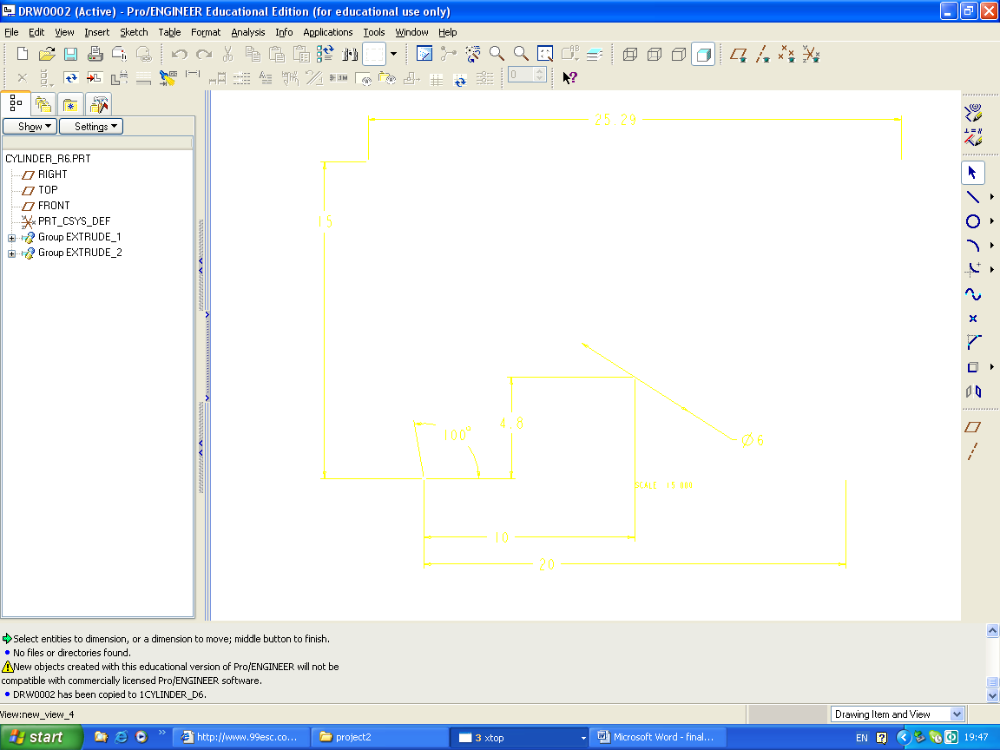 DRW0002 (Active) - Pro/ENGINEER Educational Edition (for educational use only)
File Edit View Insert Sketch Table Format Analysis Info Applications Tools Window Help
0
Show Settings
CYLINDER_R6.PRT
RIGHT
TOP
FRONT
PRT_CSYS_DEF
Group EXTRUDE_1
Group EXTRUDE_2
25.29
15
100°
4.8
Ø6
10
20
Select entities to dimension, or a dimension to move; middle button to finish.
No files or directories found.
New objects created with this educational version of Pro/ENGINEER will not be
compatible with commercially licensed Pro/ENGINEER software.
DRW0002 has been copied to 1CYLINDER_D6.
View:new_view_4
Drawing Item and View
start
http://www.99esc.co...
project2
3 xtop
Microsoft Word - final...
EN
19:47